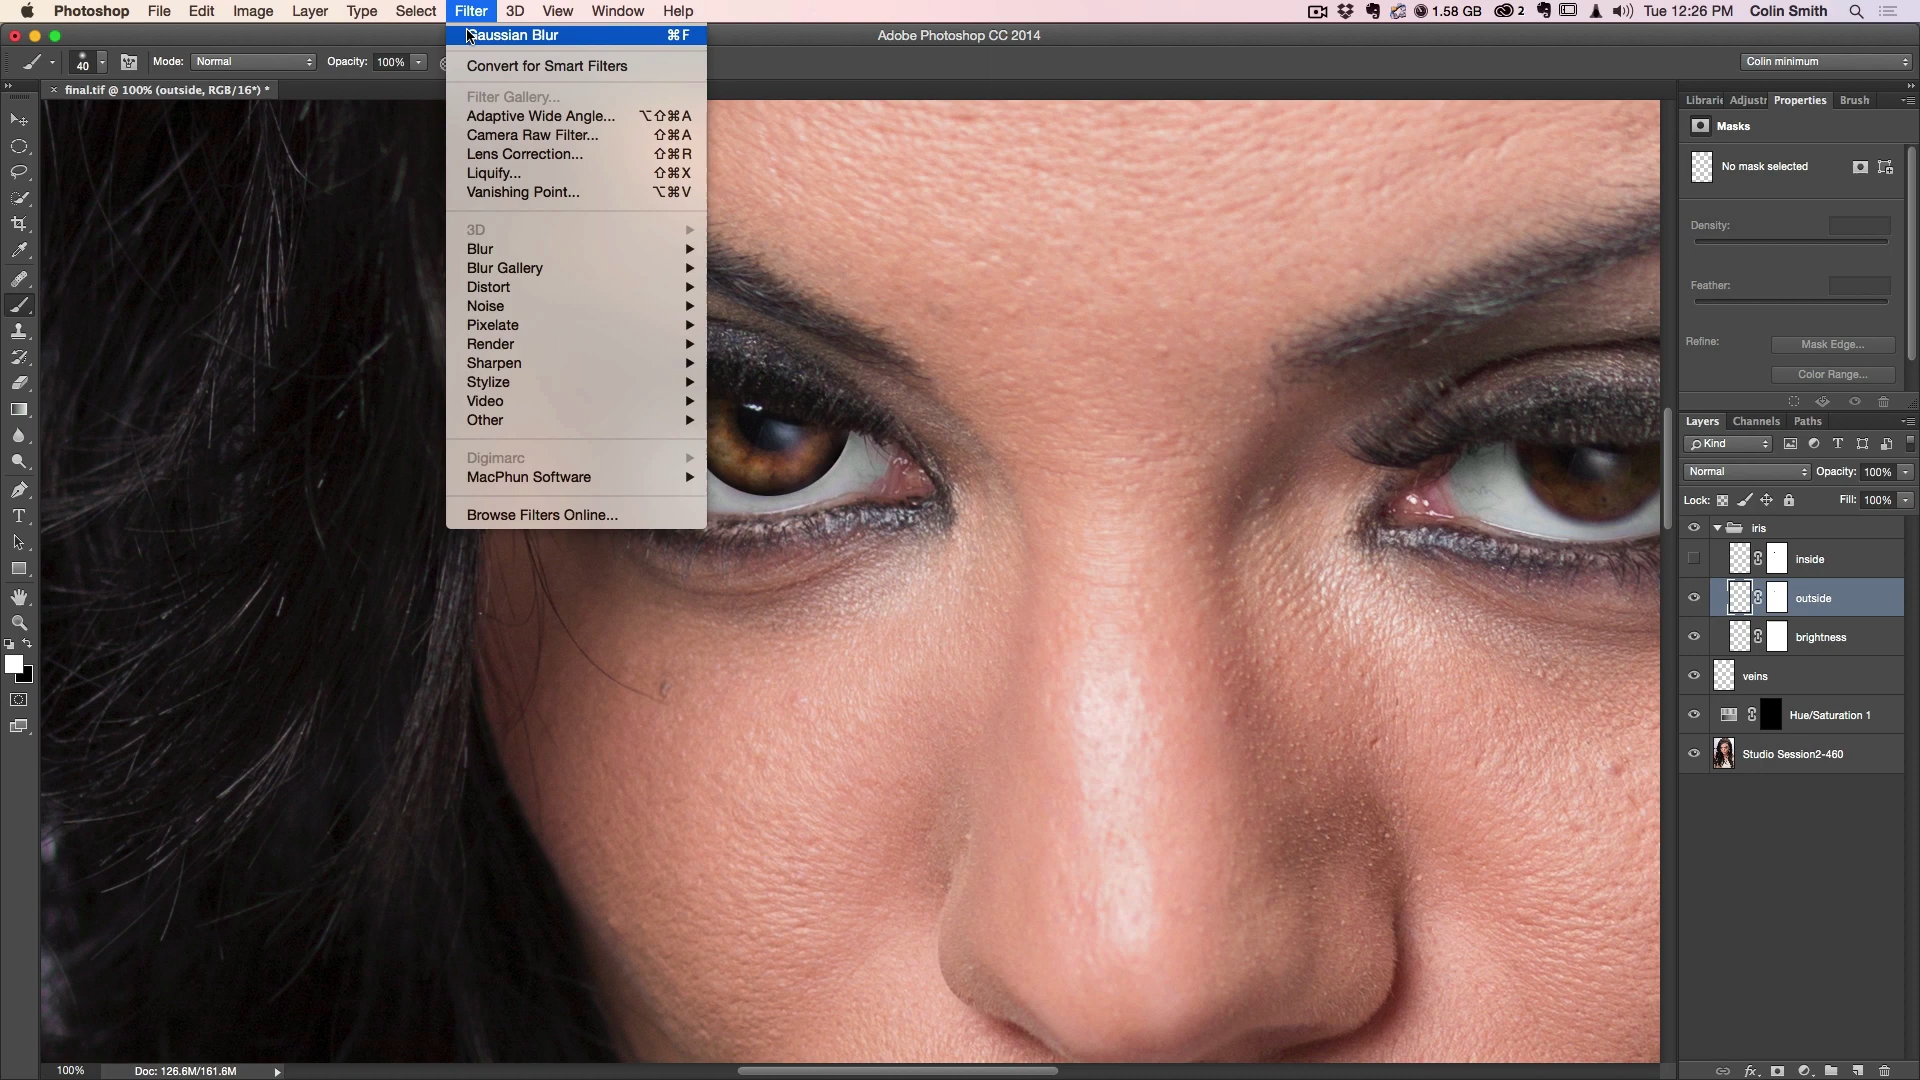 Photoshop File Edit Image Layer Type Select Filter 3D View Window Help 1.58 GB 2 Tue 12:26 PM Colin Smith
Gaussian Blur ⌘F
Adobe Photoshop CC 2014
40 Mode: Normal Opacity: 100% Colin minimum
Convert for Smart Filters
× final.tif @ 100% (outside, RGB/16*) *
Filter Gallery...
Adaptive Wide Angle... ⌥⇧⌘A
Camera Raw Filter... ⇧⌘A
Lens Correction... ⇧⌘R
Liquify... ⇧⌘X
Vanishing Point... ⌥⌘V
3D
Blur
Blur Gallery
Distort
Noise
Pixelate
Render
Sharpen
Stylize
Video
Other
Digimarc
MacPhun Software
Browse Filters Online...
Properties Brush
Masks
No mask selected
Density:
Feather:
Refine: Mask Edge...
Color Range...
Layers Channels Paths
Kind
Normal Opacity: 100%
Lock: Fill: 100%
iris
inside
outside
brightness
veins
Hue/Saturation 1
Studio Session2-460
100% Doc: 126.6M/161.6M